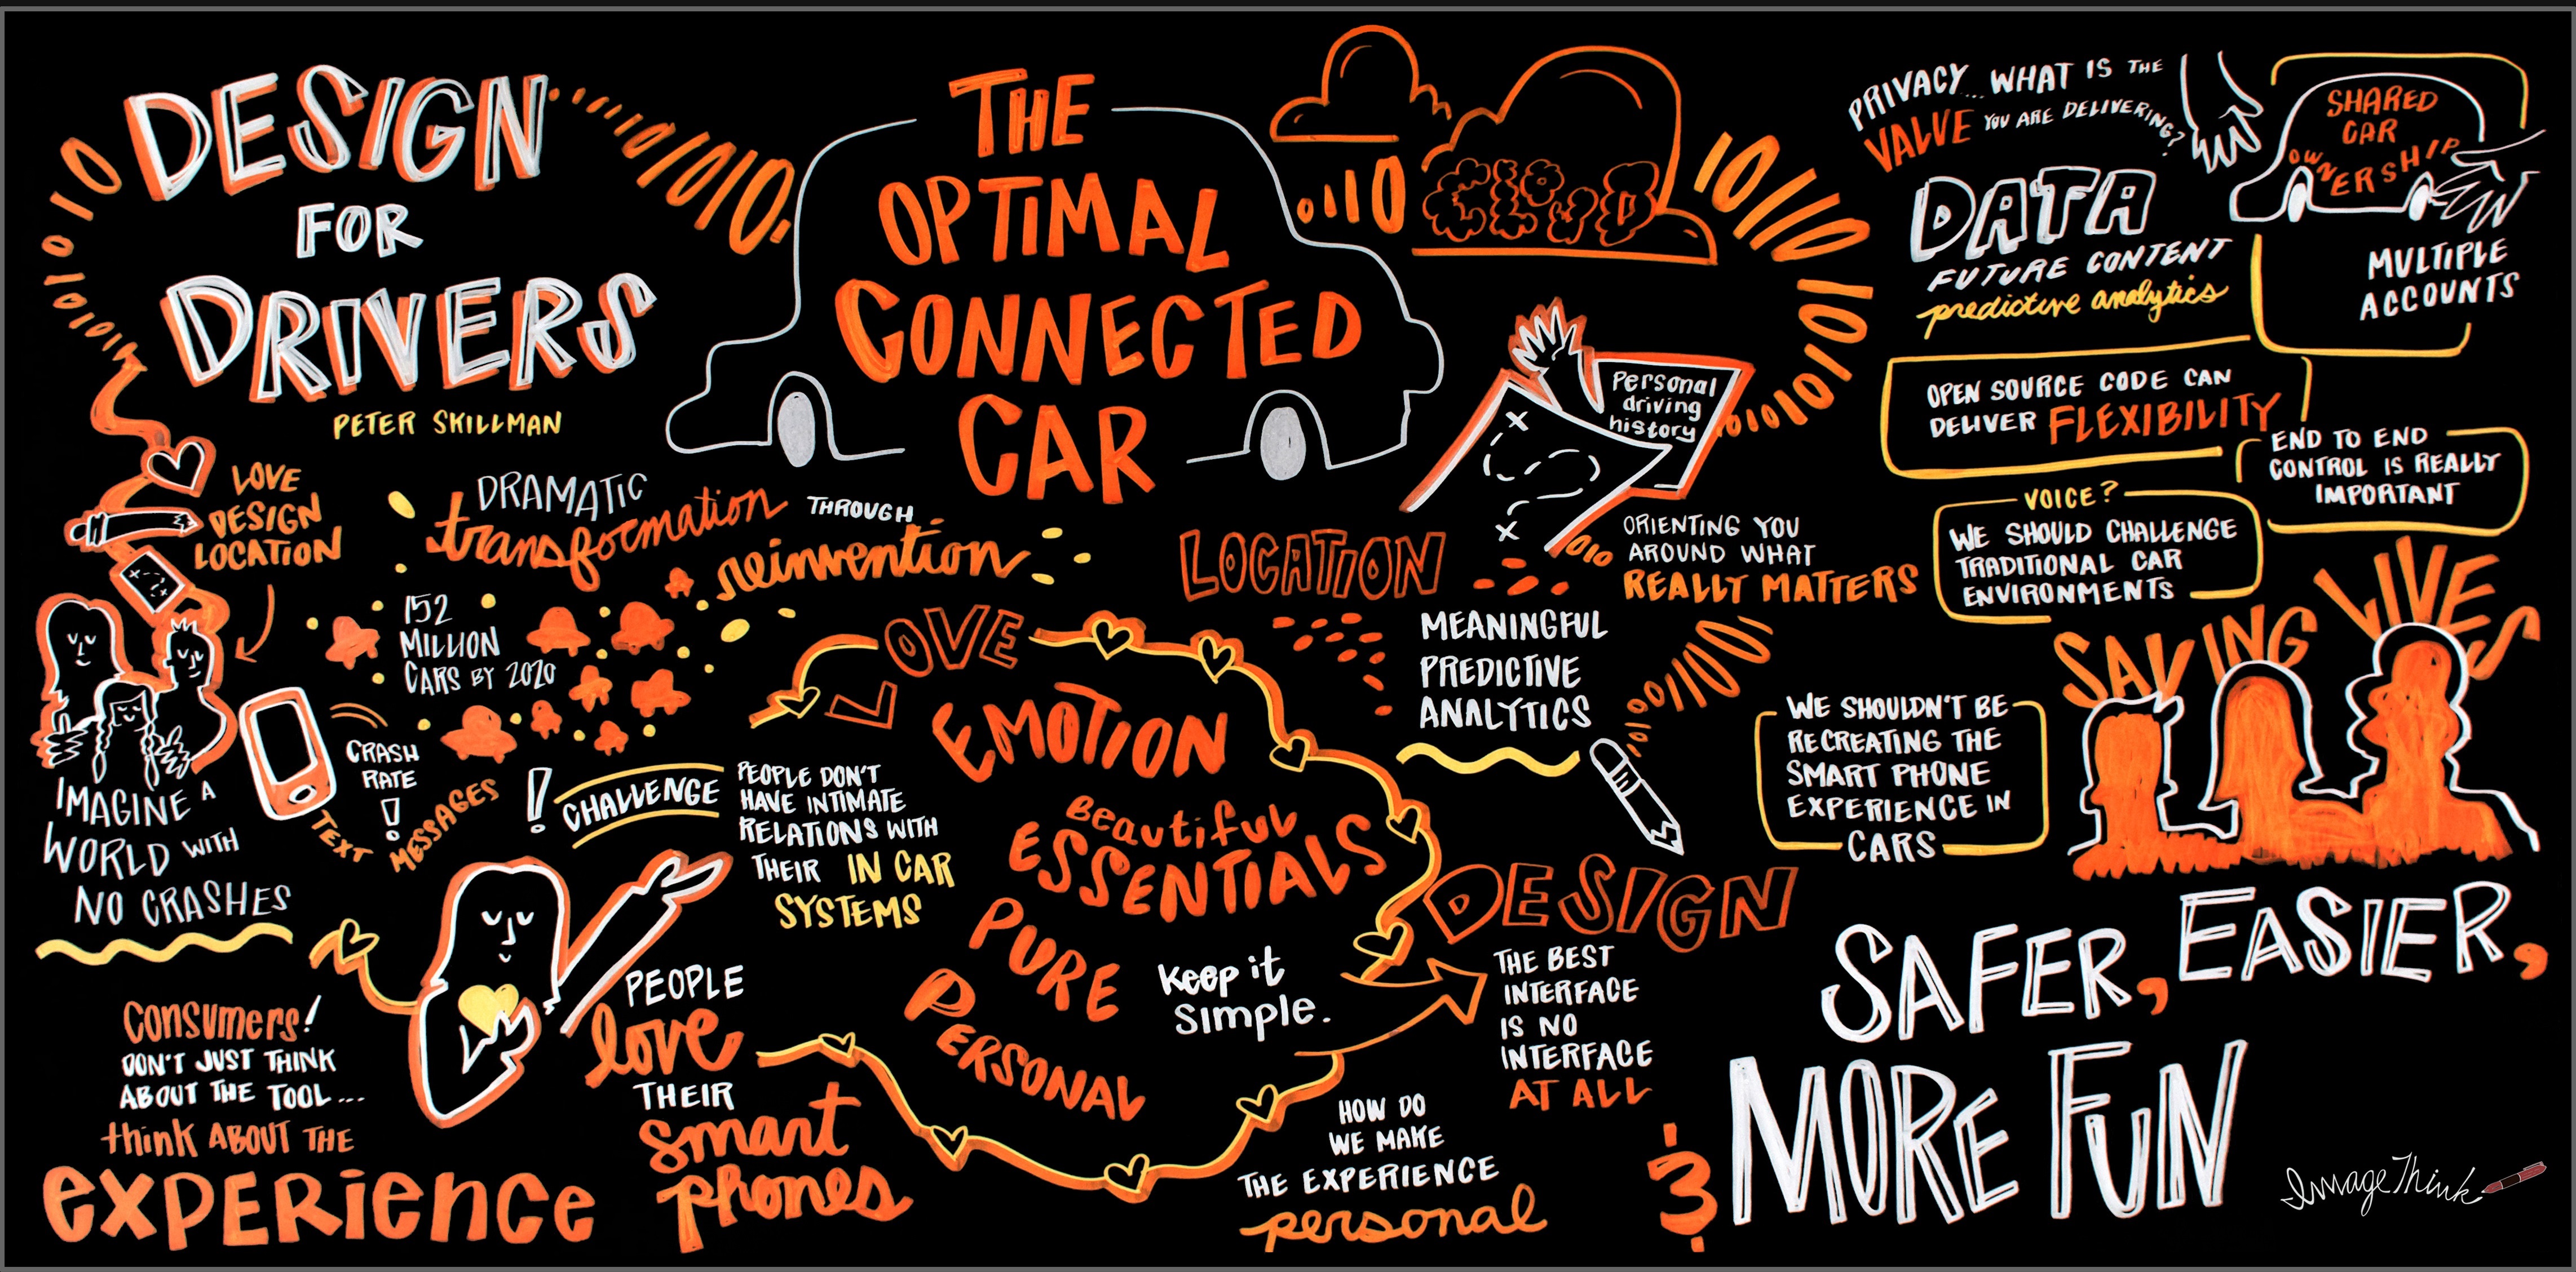 DESIGN
FOR
DRIVERS
PETER SKILLMAN
LOVE
DESIGN
LOCATION
DRAMATIC
transformation THROUGH
reinvention
152
MILLION
CARS BY 2020
CRASH
RATE
!
TEXT MESSAGES
IMAGINE A
WORLD WITH
NO CRASHES
! CHALLENGE
PEOPLE DON'T
HAVE INTIMATE
RELATIONS WITH
THEIR IN CAR
SYSTEMS
CONSUMERS!
DON'T JUST THINK
ABOUT THE TOOL...
think ABOUT THE
EXPERIENCE
PEOPLE
love
THEIR
smart
phones
THE
OPTIMAL
CONNECTED
CAR
LOVE
EMOTION
Beautiful
ESSENTIALS
PURE
PERSONAL
Keep it
simple.
CLOUD
Personal
driving
history
LOCATION
ORIENTING YOU
AROUND WHAT
REALLY MATTERS
MEANINGFUL
PREDICTIVE
ANALYTICS
DESIGN
THE BEST
INTERFACE
IS NO
INTERFACE
AT ALL
HOW DO
WE MAKE
THE EXPERIENCE
personal
PRIVACY... WHAT IS THE
VALVE YOU ARE DELIVERING?
DATA
FUTURE CONTENT
predictive analytics
SHARED
CAR
OWNERSHIP
MULTIPLE
ACCOUNTS
OPEN SOURCE CODE CAN
DELIVER FLEXIBILITY
END TO END
CONTROL IS REALLY
IMPORTANT
VOICE?
WE SHOULD CHALLENGE
TRADITIONAL CAR
ENVIRONMENTS
SAVING LIVES
WE SHOULDN'T BE
RECREATING THE
SMART PHONE
EXPERIENCE IN
CARS
SAFER, EASIER,
& MORE FUN
ImageThink